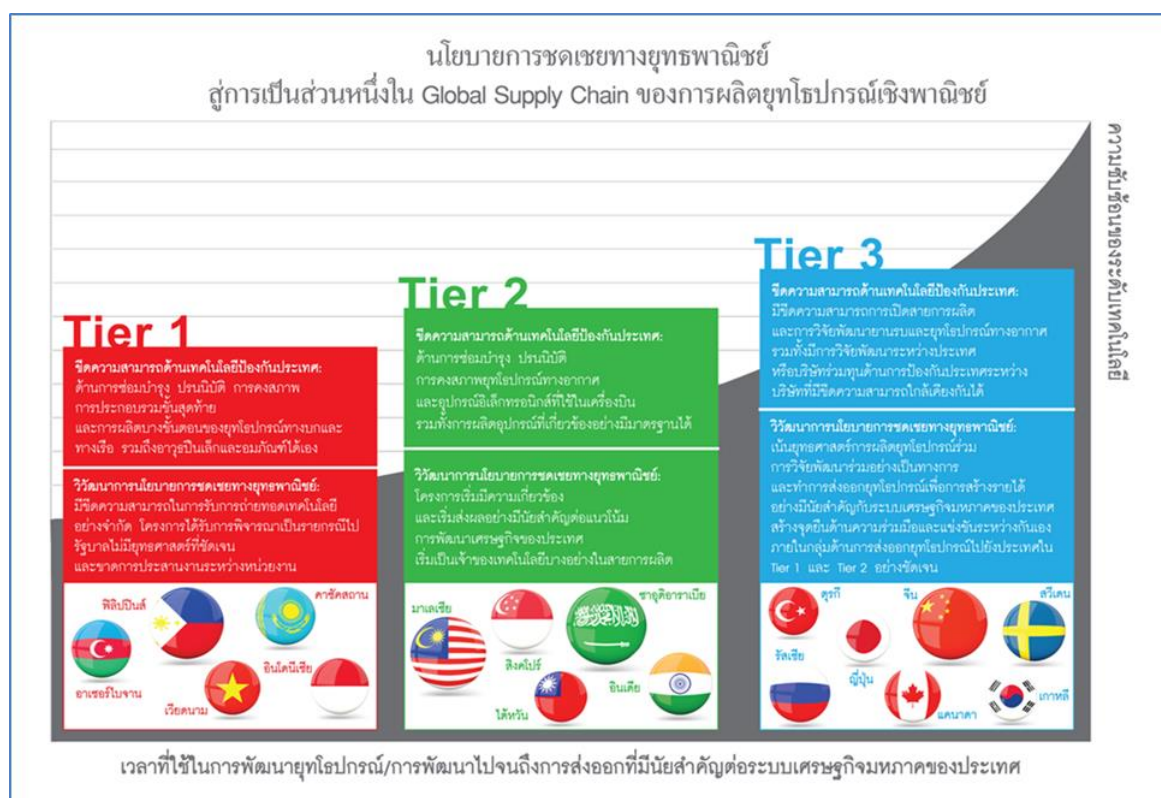 นโยบายการชดเชยทางยุทธพาณิชย์
สู่การเป็นส่วนหนึ่งใน Global Supply Chain ของการผลิตยุทโธปกรณ์เชิงพาณิชย์
ความซับซ้อนของระดับเทคโนโลยี
Tier 1
ขีดความสามารถด้านเทคโนโลยีป้องกันประเทศ:
ด้านการซ่อมบำรุง ปรนนิบัติ การคงสภาพ
การประกอบรวมขั้นสุดท้าย
และการผลิตบางขั้นตอนของยุทโธปกรณ์ทางบกและ
ทางเรือ รวมถึงอาวุธปืนเล็กและอมภัณฑ์ได้เอง
วิวัฒนาการนโยบายการชดเชยทางยุทธพาณิชย์:
มีขีดความสามารถในการรับการถ่ายทอดเทคโนโลยี
อย่างจำกัด โครงการได้รับการพิจารณาเป็นรายกรณีไป
รัฐบาลไม่มียุทธศาสตร์ที่ชัดเจน
และขาดการประสานงานระหว่างหน่วยงาน
ฟิลิปปินส์
คาซัคสถาน
อาเซอร์ไบจาน
เวียดนาม
อินโดนีเซีย
Tier 2
ขีดความสามารถด้านเทคโนโลยีป้องกันประเทศ:
ด้านการซ่อมบำรุง ปรนนิบัติ
การคงสภาพยุทโธปกรณ์ทางอากาศ
และอุปกรณ์อิเล็กทรอนิกส์ที่ใช้ในเครื่องบิน
รวมทั้งการผลิตอุปกรณ์ที่เกี่ยวข้องอย่างมีมาตรฐานได้
วิวัฒนาการนโยบายการชดเชยทางยุทธพาณิชย์:
โครงการเริ่มมีความเกี่ยวข้อง
และเริ่มส่งผลอย่างมีนัยสำคัญต่อแนวโน้ม
การพัฒนาเศรษฐกิจของประเทศ
เริ่มเป็นเจ้าของเทคโนโลยีบางอย่างในสายการผลิต
มาเลเซีย
สิงคโปร์
ซาอุดิอาราเบีย
ไต้หวัน
อินเดีย
Tier 3
ขีดความสามารถด้านเทคโนโลยีป้องกันประเทศ:
มีขีดความสามารถการเปิดสายการผลิต
และการวิจัยพัฒนายานรบและยุทโธปกรณ์ทางอากาศ
รวมทั้งมีการวิจัยพัฒนาระหว่างประเทศ
หรือบริษัทร่วมทุนด้านการป้องกันประเทศระหว่าง
บริษัทที่มีขีดความสามารถใกล้เคียงกันได้
วิวัฒนาการนโยบายการชดเชยทางยุทธพาณิชย์:
เน้นยุทธศาสตร์การผลิตยุทโธปกรณ์ร่วม
การวิจัยพัฒนาร่วมอย่างเป็นทางการ
และทำการส่งออกยุทโธปกรณ์เพื่อการสร้างรายได้
อย่างมีนัยสำคัญกับระบบเศรษฐกิจมหภาคของประเทศ
สร้างจุดยืนด้านความร่วมมือและแข่งขันระหว่างกันเอง
ภายในกลุ่มด้านการส่งออกยุทโธปกรณ์ไปยังประเทศใน
Tier 1 และ Tier 2 อย่างชัดเจน
ตุรกี
จีน
สวีเดน
รัสเซีย
ญี่ปุ่น
แคนาดา
เกาหลี
เวลาที่ใช้ในการพัฒนายุทโธปกรณ์/การพัฒนาไปจนถึงการส่งออกที่มีนัยสำคัญต่อระบบเศรษฐกิจมหภาคของประเทศ